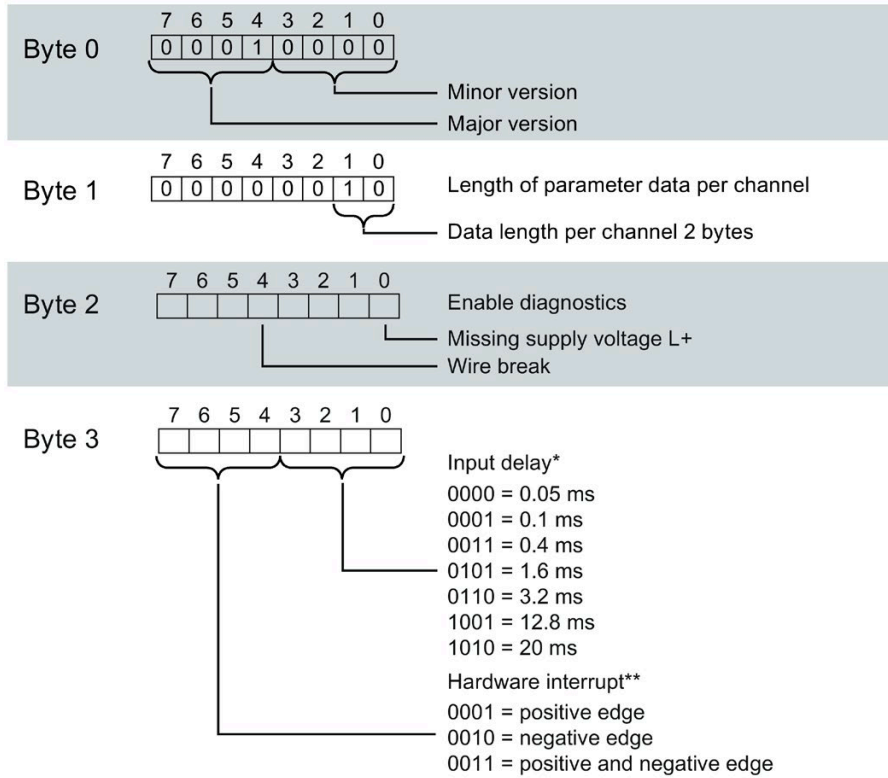 7 6 5 4 3 2 1 0
Byte 0
0 0 0 1 0 0 0 0
Minor version
Major version
7 6 5 4 3 2 1 0
Byte 1
0 0 0 0 0 0 1 0
Length of parameter data per channel
Data length per channel 2 bytes
7 6 5 4 3 2 1 0
Byte 2
Enable diagnostics
Missing supply voltage L+
Wire break
7 6 5 4 3 2 1 0
Byte 3
Input delay*
0000 = 0.05 ms
0001 = 0.1 ms
0011 = 0.4 ms
0101 = 1.6 ms
0110 = 3.2 ms
1001 = 12.8 ms
1010 = 20 ms
Hardware interrupt**
0001 = positive edge
0010 = negative edge
0011 = positive and negative edge